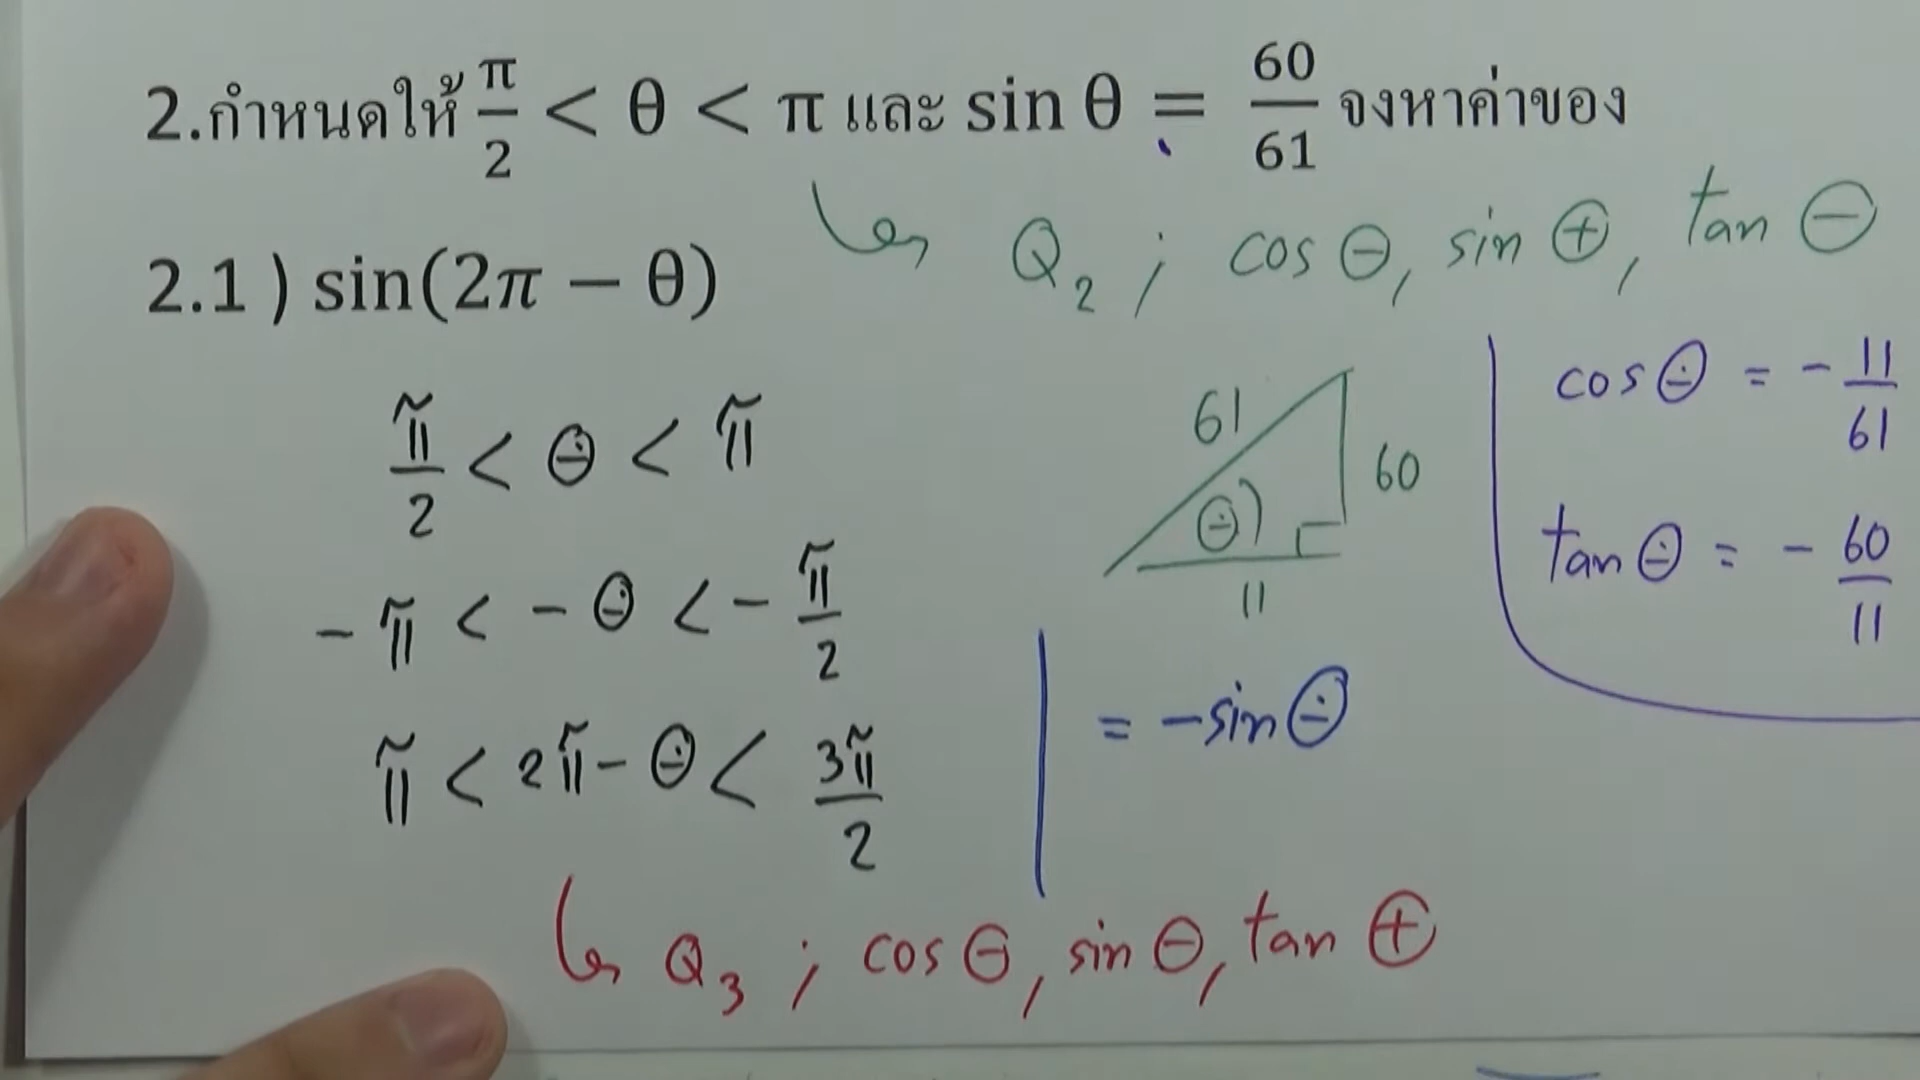 2.กำหนดให้ π/2 < θ < π และ sin θ = 60/61 จงหาค่าของ
Q₂ ; cos ⊖, sin ⊕, tan ⊖
2.1 ) sin(2π − θ)
π/2 < θ < π
61
60
θ
11
cos θ = - 11/61
tan θ = - 60/11
- π < - θ < - π/2
= - sin θ
π < 2π - θ < 3π/2
Q₃ ; cos ⊖, sin ⊖, tan ⊕